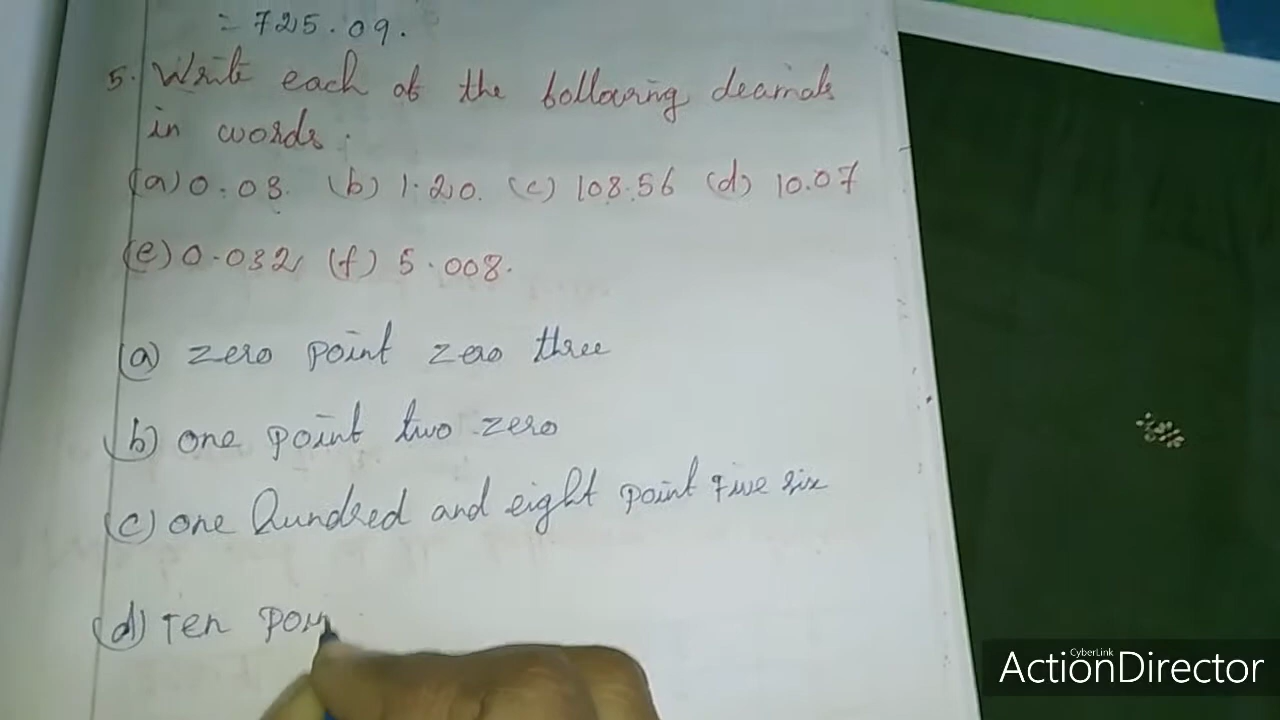 = 725.09.
5. Write each of the following decimals
in words.
(a) 0.03. (b) 1.20. (c) 108.56 (d) 10.07
(e) 0.032 (f) 5.008.
(a) zero point zero three
(b) one point two zero
(c) one hundred and eight point five six
(d) Ten poin
CyberLink
ActionDirector